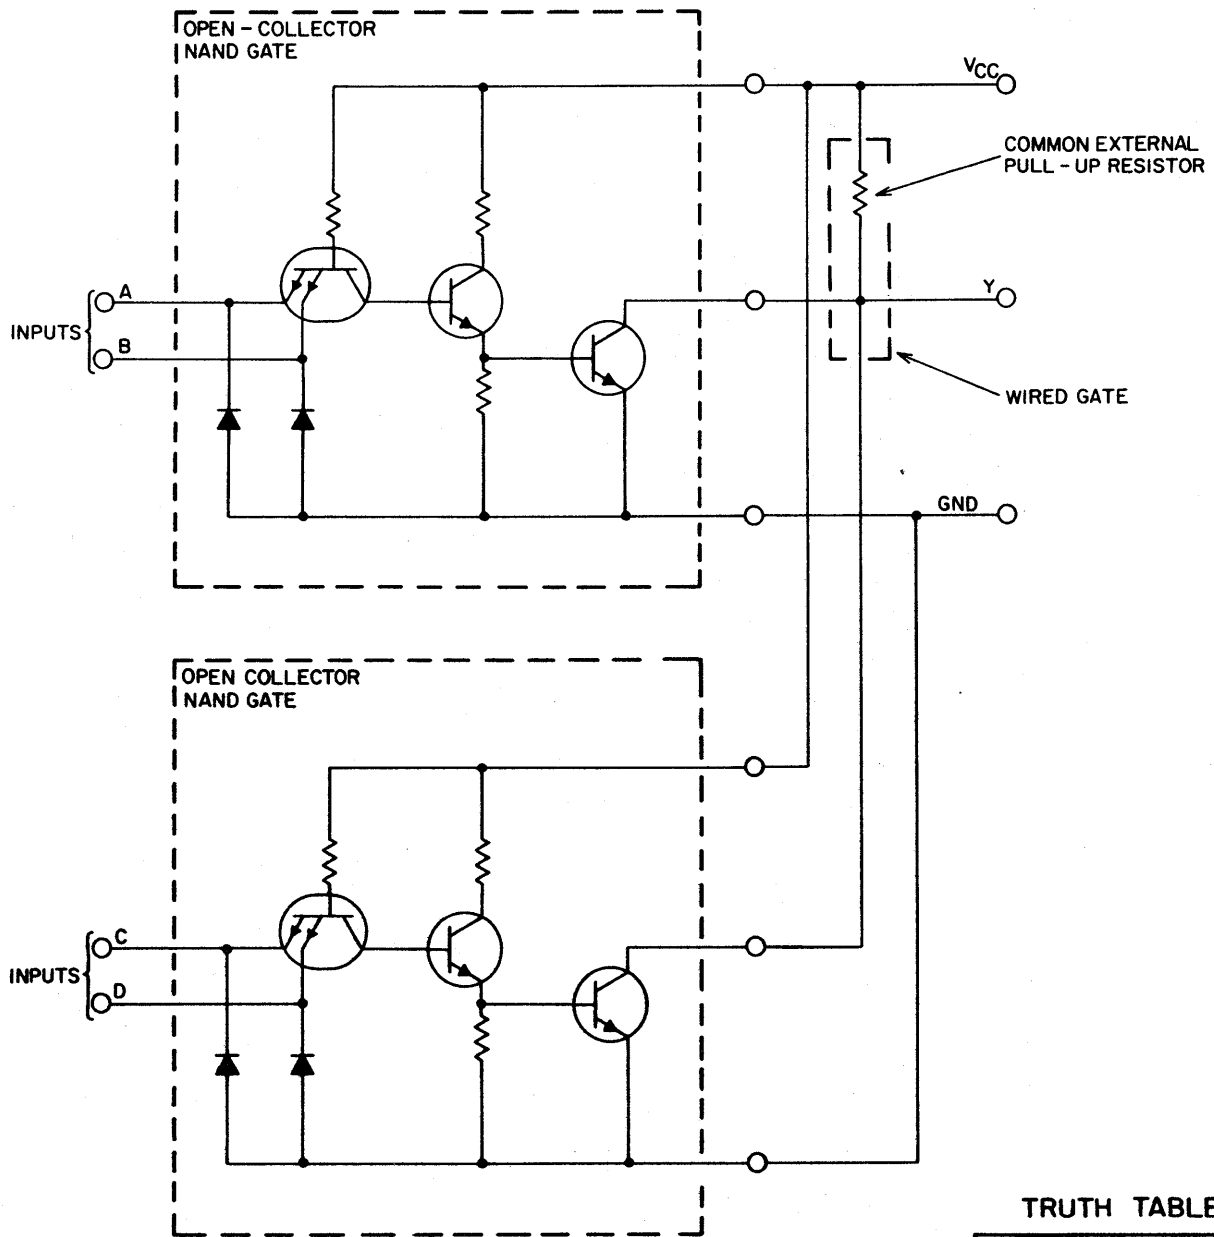 OPEN - COLLECTOR
NAND GATE
VCC
COMMON EXTERNAL
PULL - UP RESISTOR
A
INPUTS
B
Y
WIRED GATE
GND
OPEN COLLECTOR
NAND GATE
C
INPUTS
D
TRUTH TABLE